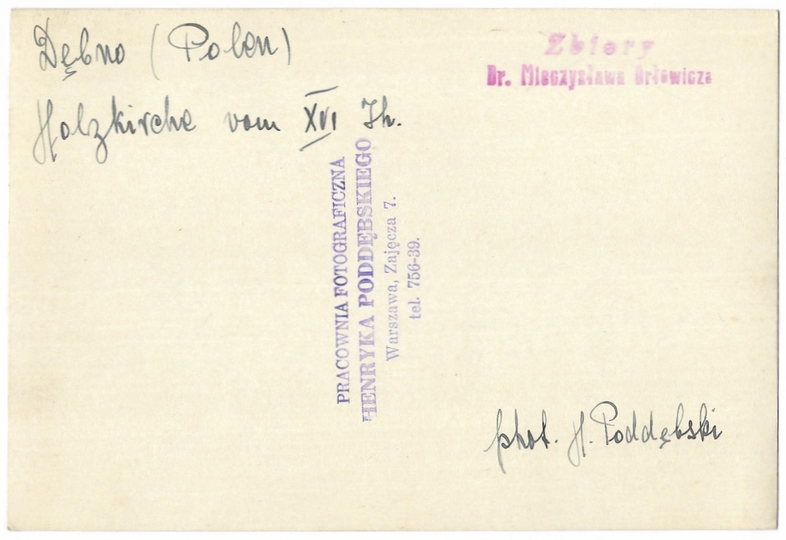 Dębno (Polen)
Holzkirche vom XVI Jh.
Zbiory
Dr. Mieczysława Orłowicza
PRACOWNIA FOTOGRAFICZNA
HENRYKA PODDĘBSKIEGO
Warszawa, Zajęcza 7.
tel. 756-39.
phot. H. Poddębski